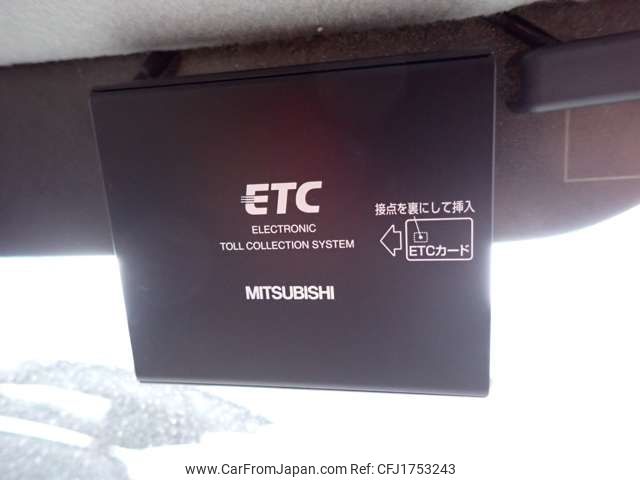 ETC
ELECTRONIC
TOLL COLLECTION SYSTEM
MITSUBISHI
接点を裏にして挿入
ETCカード
www.CarFromJapan.com - CFJ1753243